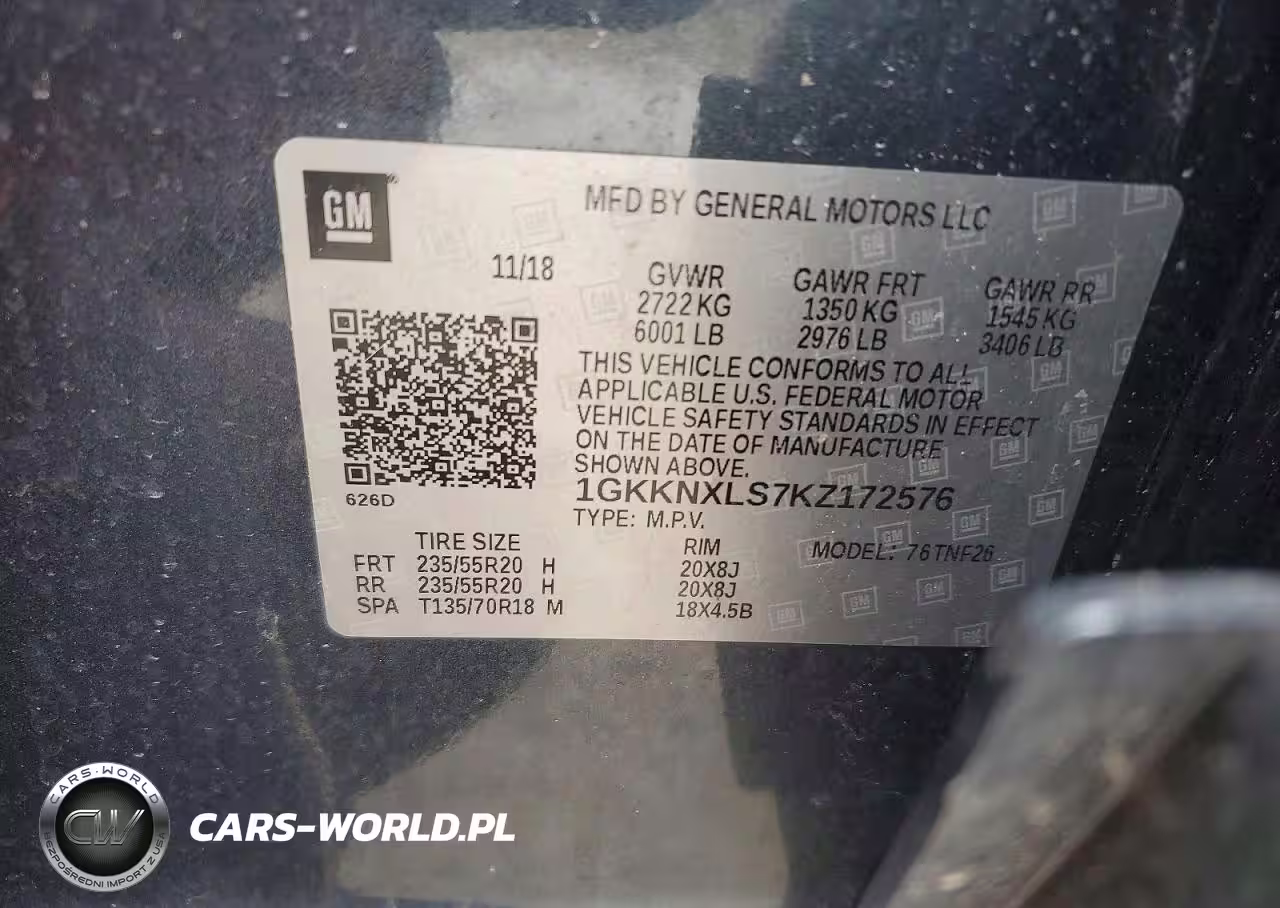 GM
MFD BY GENERAL MOTORS LLC
11/18
GVWR GAWR FRT GAWR RR
2722 KG 1350 KG 1545 KG
6001 LB 2976 LB 3406 LB
THIS VEHICLE CONFORMS TO ALL
APPLICABLE U.S. FEDERAL MOTOR
VEHICLE SAFETY STANDARDS IN EFFECT
ON THE DATE OF MANUFACTURE
SHOWN ABOVE.
626D
1GKKNXLS7KZ172576
TYPE: M.P.V. MODEL: 76TNF26
TIRE SIZE RIM
FRT 235/55R20 H 20X8J
RR 235/55R20 H 20X8J
SPA T135/70R18 M 18X4.5B
CARS-WORLD
CW
BEZPOŚREDNI IMPORT Z USA
CARS-WORLD.PL